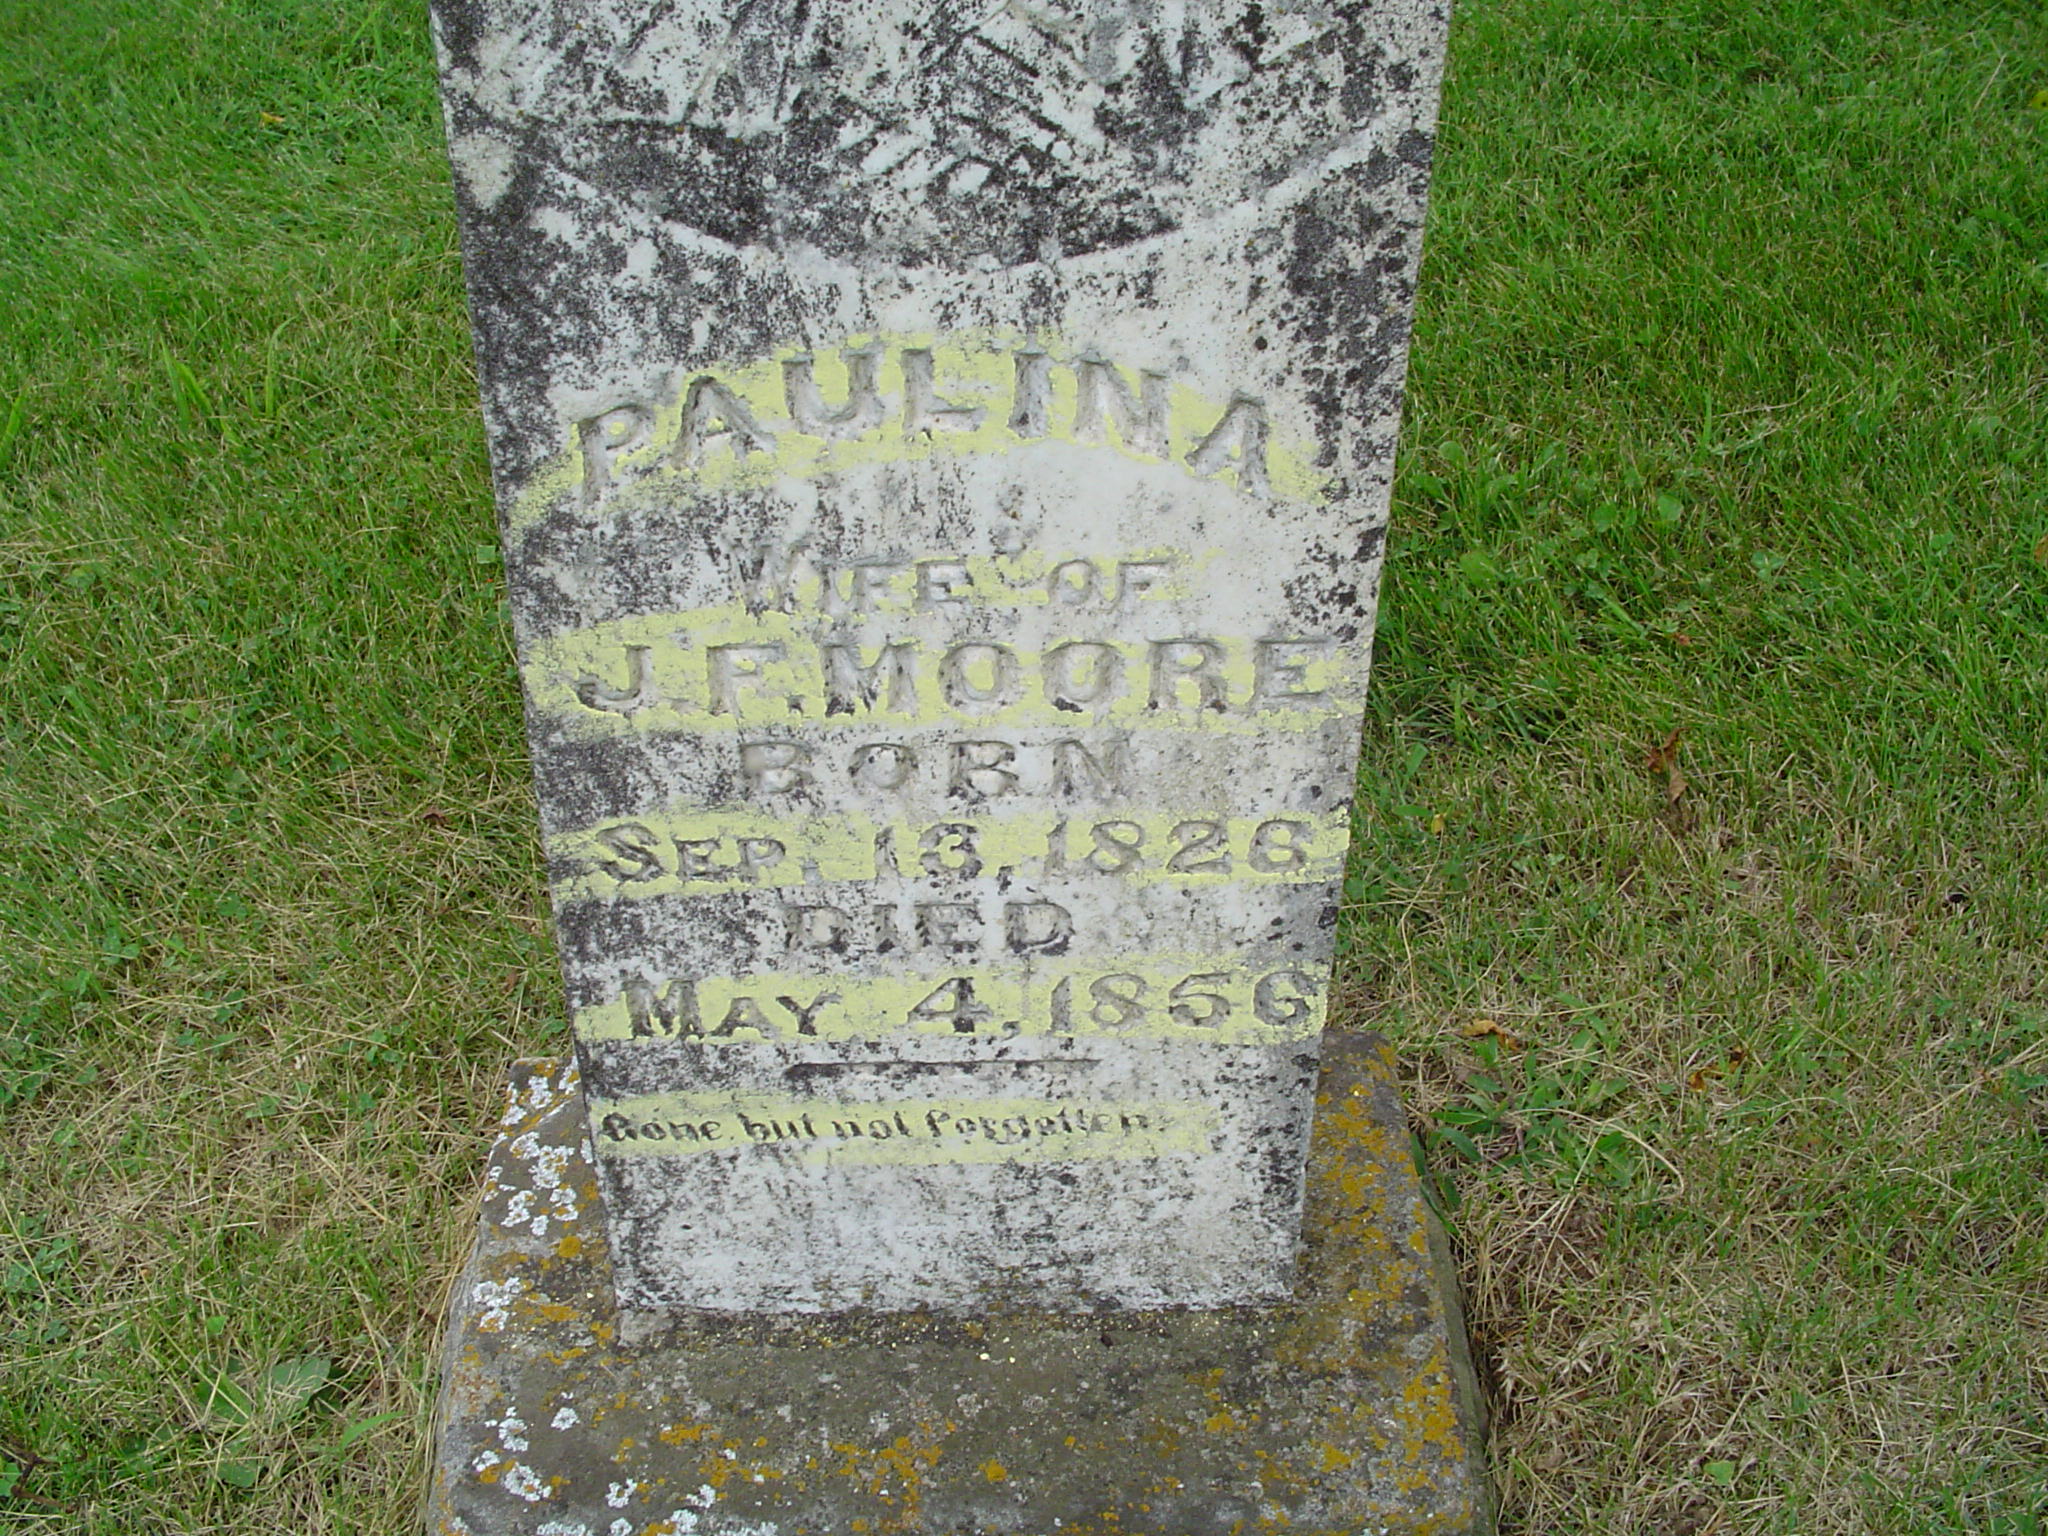 PAULINA
WIFE OF
J. F. MOORE
BORN
SEP. 13, 1826
DIED
MAY 4, 1856
Gone but not forgotten.